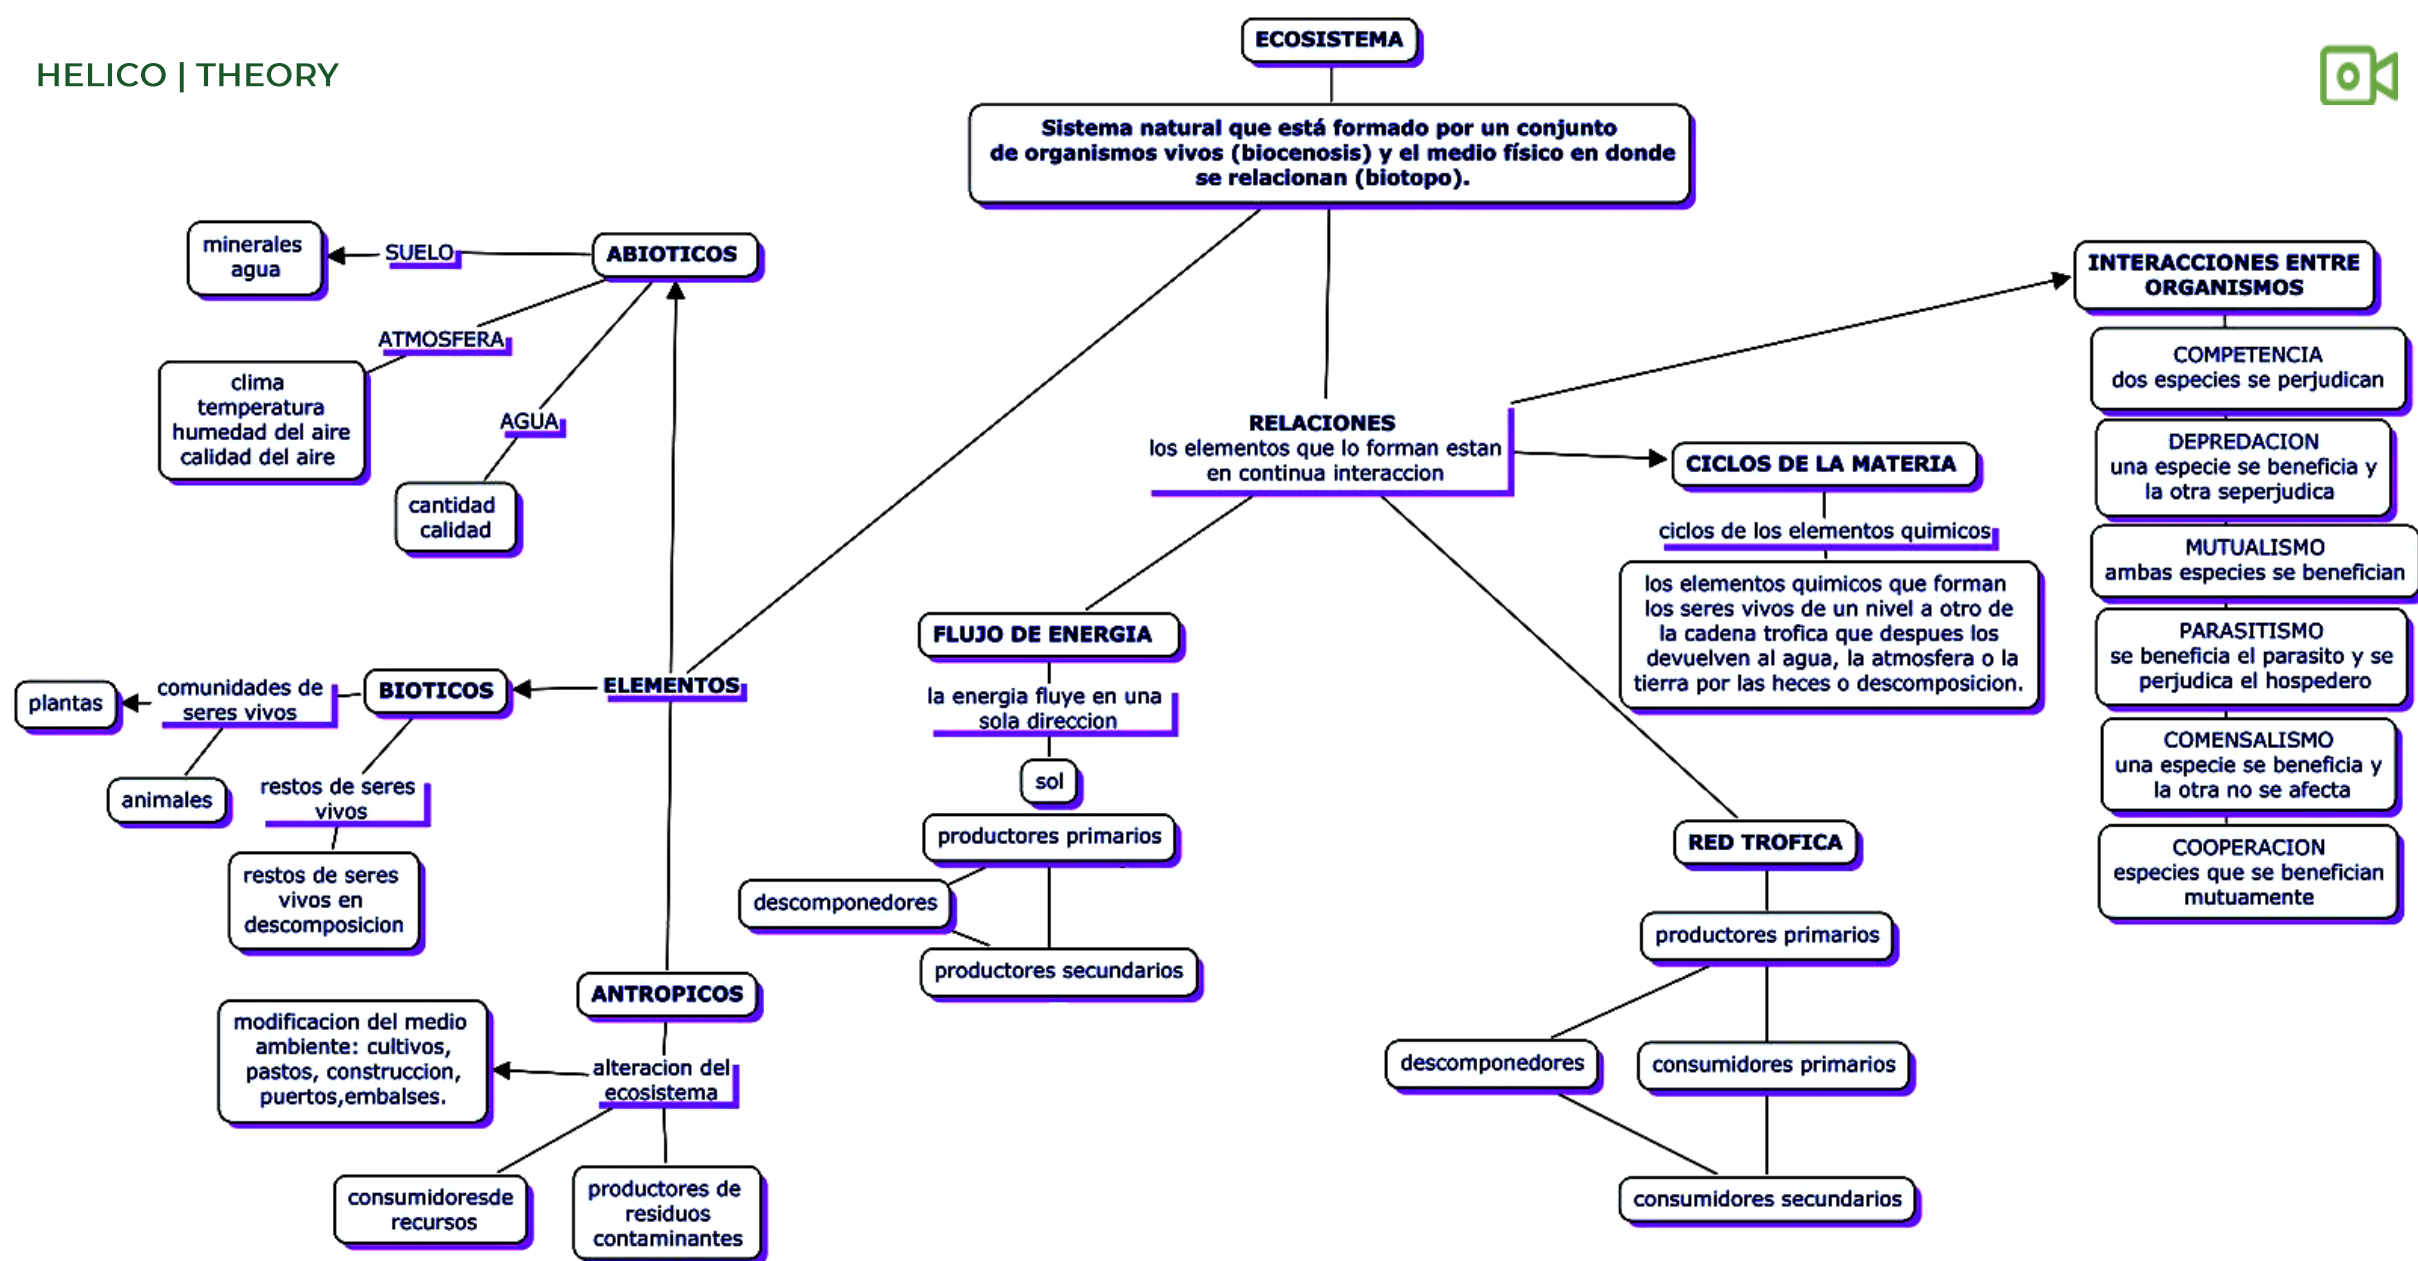 HELICO | THEORY
ECOSISTEMA
Sistema natural que está formado por un conjunto
de organismos vivos (biocenosis) y el medio físico en donde
se relacionan (biotopo).
ABIOTICOS
SUELO
minerales
agua
ATMOSFERA
clima
temperatura
humedad del aire
calidad del aire
AGUA
cantidad
calidad
ELEMENTOS
BIOTICOS
comunidades de
seres vivos
plantas
animales
restos de seres
vivos
restos de seres
vivos en
descomposicion
ANTROPICOS
alteracion del
ecosistema
modificacion del medio
ambiente: cultivos,
pastos, construccion,
puertos,embalses.
consumidoresde
recursos
productores de
residuos
contaminantes
RELACIONES
los elementos que lo forman estan
en continua interaccion
FLUJO DE ENERGIA
la energia fluye en una
sola direccion
sol
productores primarios
descomponedores
productores secundarios
CICLOS DE LA MATERIA
ciclos de los elementos quimicos
los elementos quimicos que forman
los seres vivos de un nivel a otro de
la cadena trofica que despues los
devuelven al agua, la atmosfera o la
tierra por las heces o descomposicion.
RED TROFICA
productores primarios
descomponedores
consumidores primarios
consumidores secundarios
INTERACCIONES ENTRE
ORGANISMOS
COMPETENCIA
dos especies se perjudican
DEPREDACION
una especie se beneficia y
la otra seperjudica
MUTUALISMO
ambas especies se benefician
PARASITISMO
se beneficia el parasito y se
perjudica el hospedero
COMENSALISMO
una especie se beneficia y
la otra no se afecta
COOPERACION
especies que se benefician
mutuamente